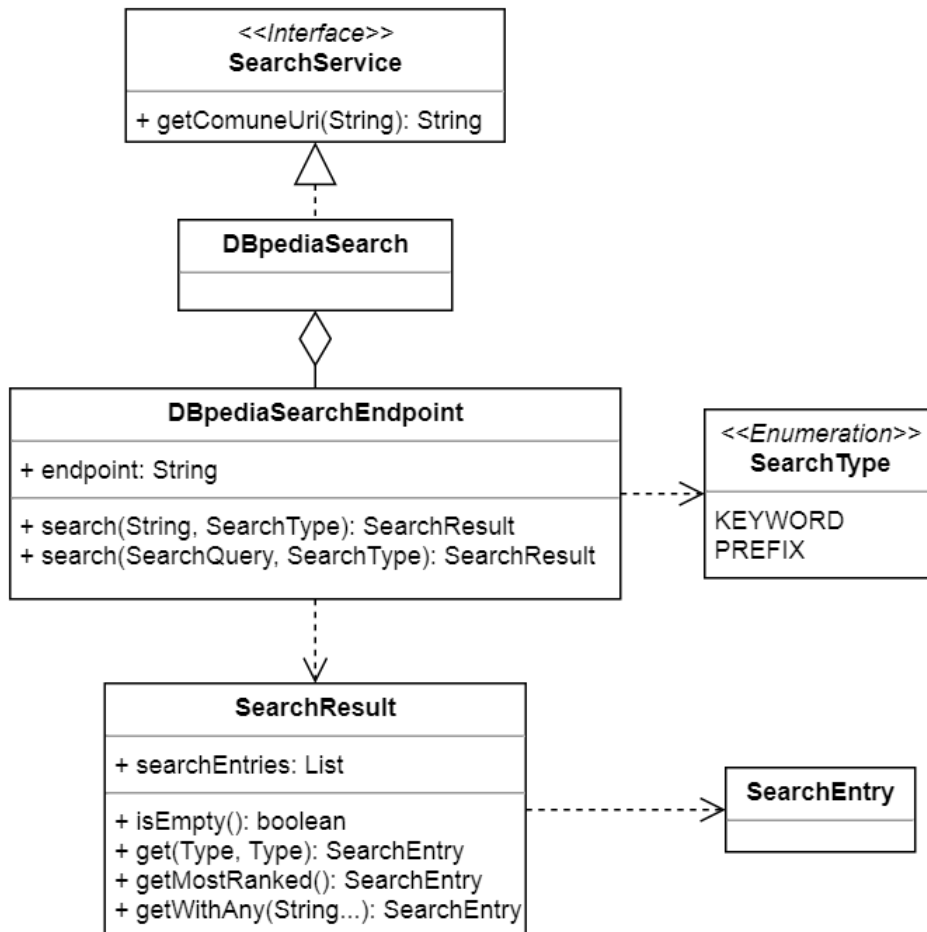 <<Interface>>
SearchService
+ getComuneUri(String): String
DBpediaSearch
DBpediaSearchEndpoint
+ endpoint: String
+ search(String, SearchType): SearchResult
+ search(SearchQuery, SearchType): SearchResult
<<Enumeration>>
SearchType
KEYWORD
PREFIX
SearchResult
+ searchEntries: List
+ isEmpty(): boolean
+ get(Type, Type): SearchEntry
+ getMostRanked(): SearchEntry
+ getWithAny(String...): SearchEntry
SearchEntry